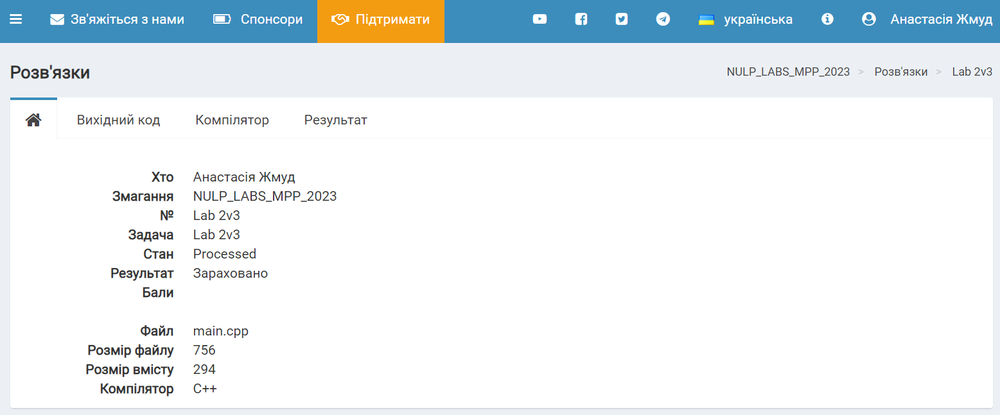 Зв'яжіться з нами Спонсори Підтримати українська Анастасія Жмуд
Розв'язки
NULP_LABS_MPP_2023 > Розв'язки > Lab 2v3
Вихідний код Компілятор Результат
Хто Анастасія Жмуд
Змагання NULP_LABS_MPP_2023
№ Lab 2v3
Задача Lab 2v3
Стан Processed
Результат Зараховано
Бали
Файл main.cpp
Розмір файлу 756
Розмір вмісту 294
Компілятор C++